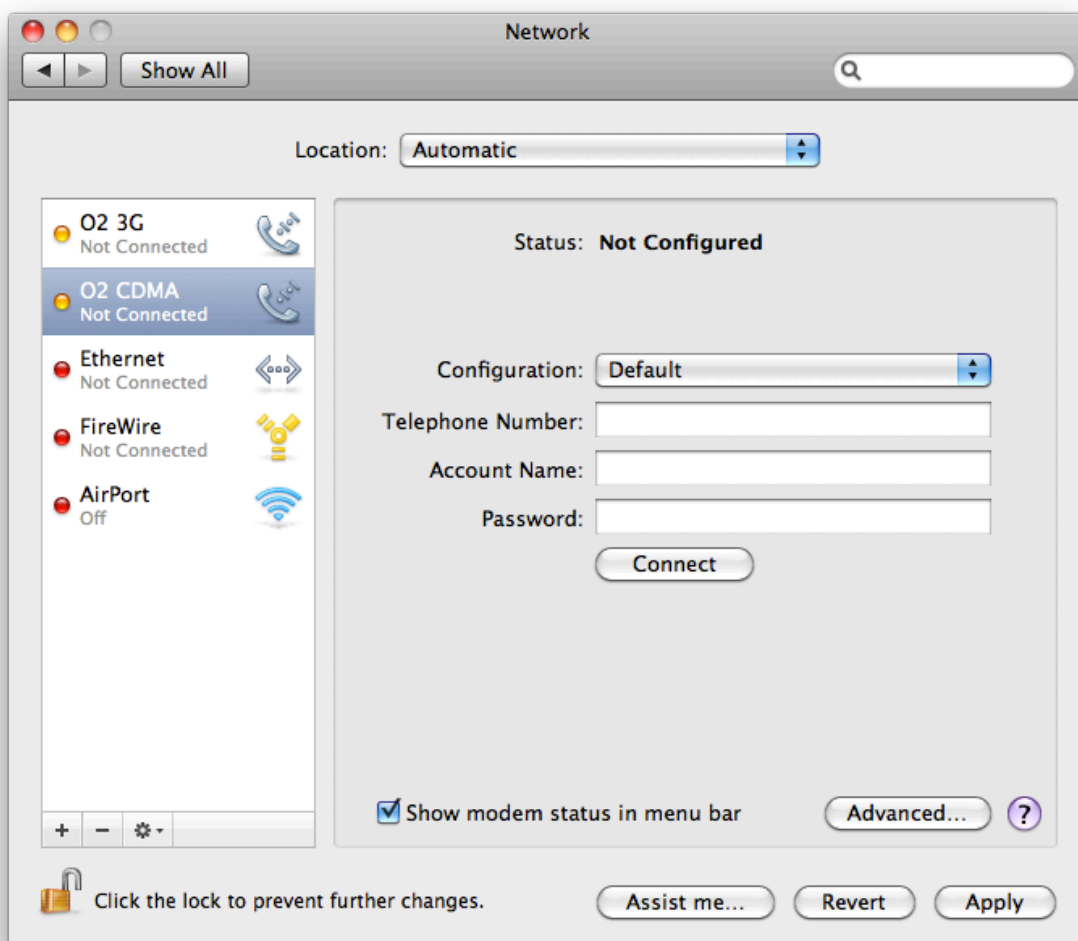 Network
Show All
Location: Automatic
O2 3G
Not Connected
O2 CDMA
Not Connected
Ethernet
Not Connected
FireWire
Not Connected
AirPort
Off
Status: Not Configured
Configuration: Default
Telephone Number:
Account Name:
Password:
Connect
Show modem status in menu bar
Advanced...
?
Click the lock to prevent further changes.
Assist me...
Revert
Apply